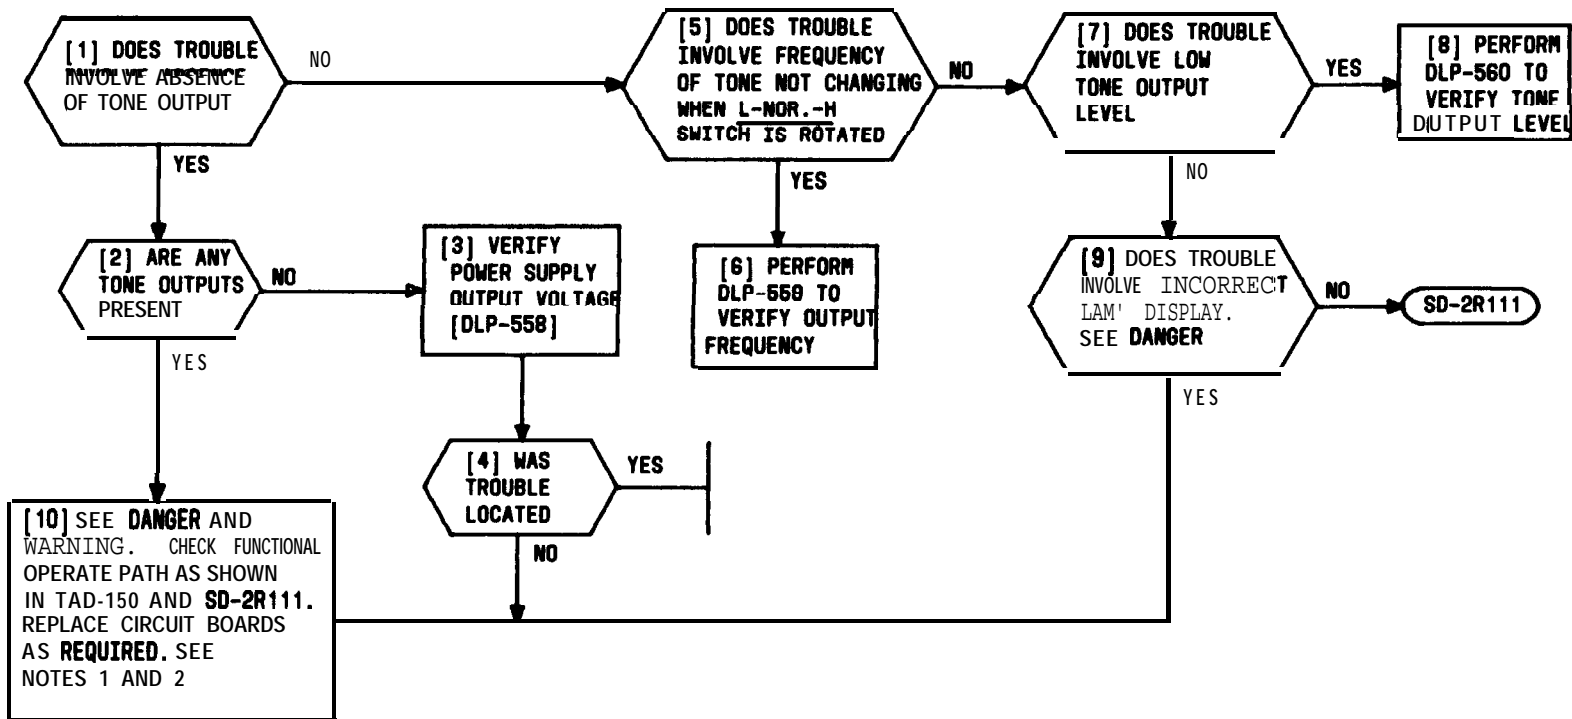 [1] DOES TROUBLE
INVOLVE ABSENCE
OF TONE OUTPUT
NO
YES
[2] ARE ANY
TONE OUTPUTS
PRESENT
NO
YES
[3] VERIFY
POWER SUPPLY
OUTPUT VOLTAGE
[DLP-558]
[4] WAS
TROUBLE
LOCATED
YES
NO
[5] DOES TROUBLE
INVOLVE FREQUENCY
OF TONE NOT CHANGING
WHEN L-NOR.-H
SWITCH IS ROTATED
NO
YES
[6] PERFORM
DLP-559 TO
VERIFY OUTPUT
FREQUENCY
[7] DOES TROUBLE
INVOLVE LOW
TONE OUTPUT
LEVEL
YES
NO
[8] PERFORM
DLP-560 TO
VERIFY TONE
OUTPUT LEVEL
[9] DOES TROUBLE
INVOLVE INCORRECT
LAM' DISPLAY.
SEE DANGER
NO
SD-2R111
YES
[10] SEE DANGER AND
WARNING. CHECK FUNCTIONAL
OPERATE PATH AS SHOWN
IN TAD-150 AND SD-2R111.
REPLACE CIRCUIT BOARDS
AS REQUIRED. SEE
NOTES 1 AND 2